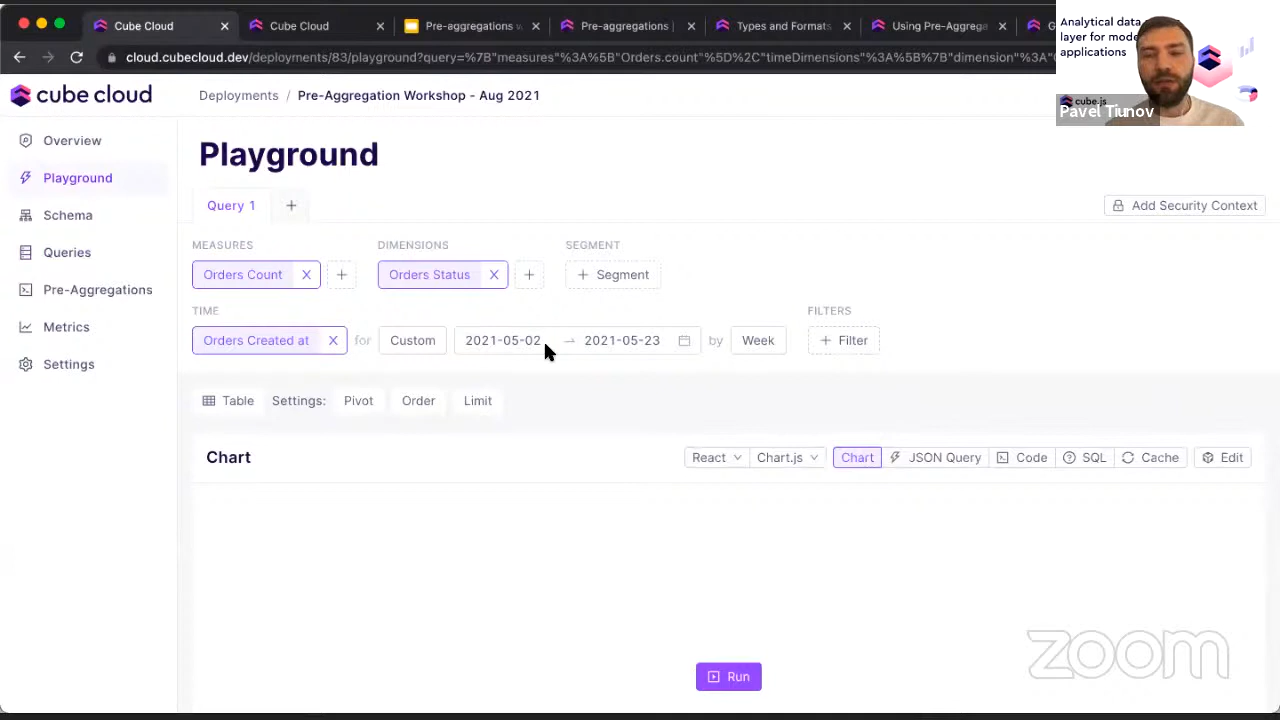 Cube Cloud
Cube Cloud
Pre-aggregations
Pre-aggregations
Types and Formats
Using Pre-Aggrega
cloud.cubecloud.dev/deployments/83/playground?query=%7B"measures"%3A%5B"Orders.count"%5D%2C"timeDimensions"%3A%5B%7B"dimension"%3A"
Analytical data
layer for mode
applications
cube.js
Pavel Tiunov
cube cloud
Deployments / Pre-Aggregation Workshop - Aug 2021
Overview
Playground
Schema
Queries
Pre-Aggregations
Metrics
Settings
Playground
Query 1 +
Add Security Context
MEASURES DIMENSIONS SEGMENT
Orders Count X + Orders Status X + + Segment
TIME FILTERS
Orders Created at X for Custom 2021-05-02 → 2021-05-23 by Week + Filter
Table Settings: Pivot Order Limit
Chart React Chart.js Chart JSON Query Code SQL Cache Edit
Run
zoom